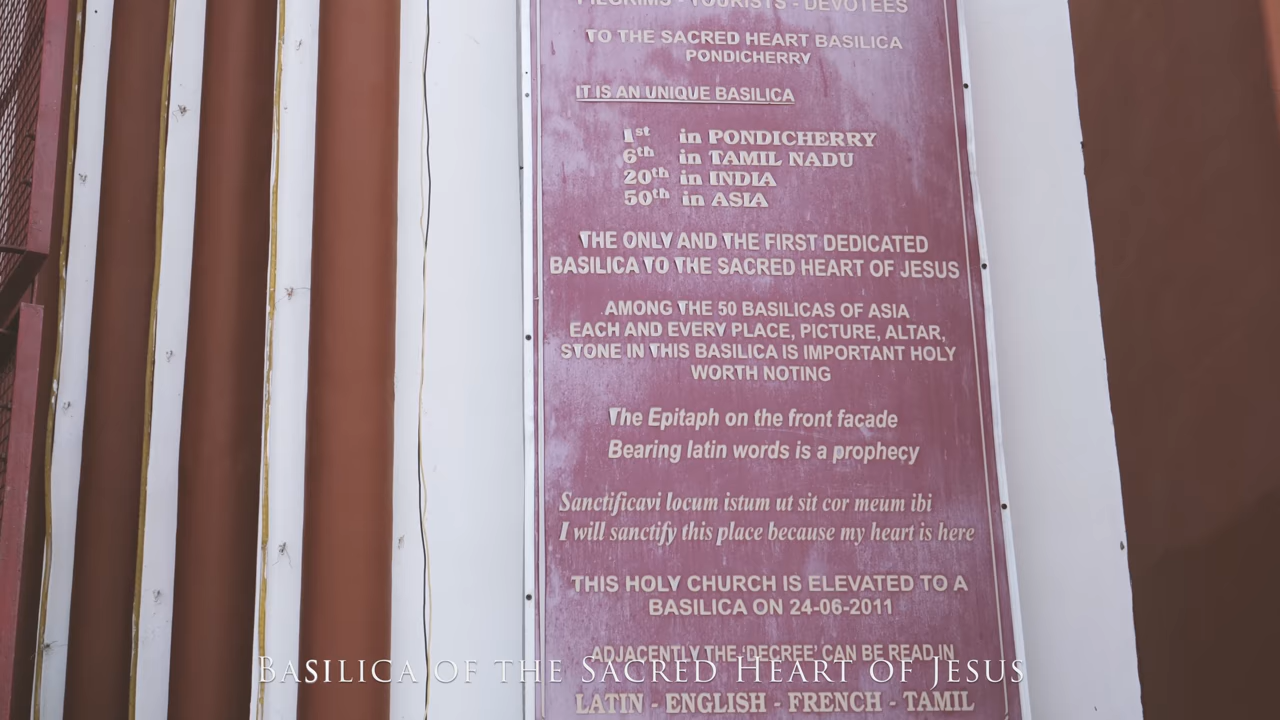 PILGRIMS - TOURISTS - DEVOTEES
TO THE SACRED HEART BASILICA
PONDICHERRY
IT IS AN UNIQUE BASILICA
1st in PONDICHERRY
6th in TAMIL NADU
20th in INDIA
50th in ASIA
THE ONLY AND THE FIRST DEDICATED
BASILICA TO THE SACRED HEART OF JESUS
AMONG THE 50 BASILICAS OF ASIA
EACH AND EVERY PLACE, PICTURE, ALTAR,
STONE IN THIS BASILICA IS IMPORTANT HOLY
WORTH NOTING
The Epitaph on the front facade
Bearing latin words is a prophecy
Sanctificavi locum istum ut sit cor meum ibi
I will sanctify this place because my heart is here
THIS HOLY CHURCH IS ELEVATED TO A
BASILICA ON 24-06-2011
ADJACENTLY THE 'DECREE' CAN BE READ IN
BASILICA OF THE SACRED HEART OF JESUS
LATIN - ENGLISH - FRENCH - TAMIL